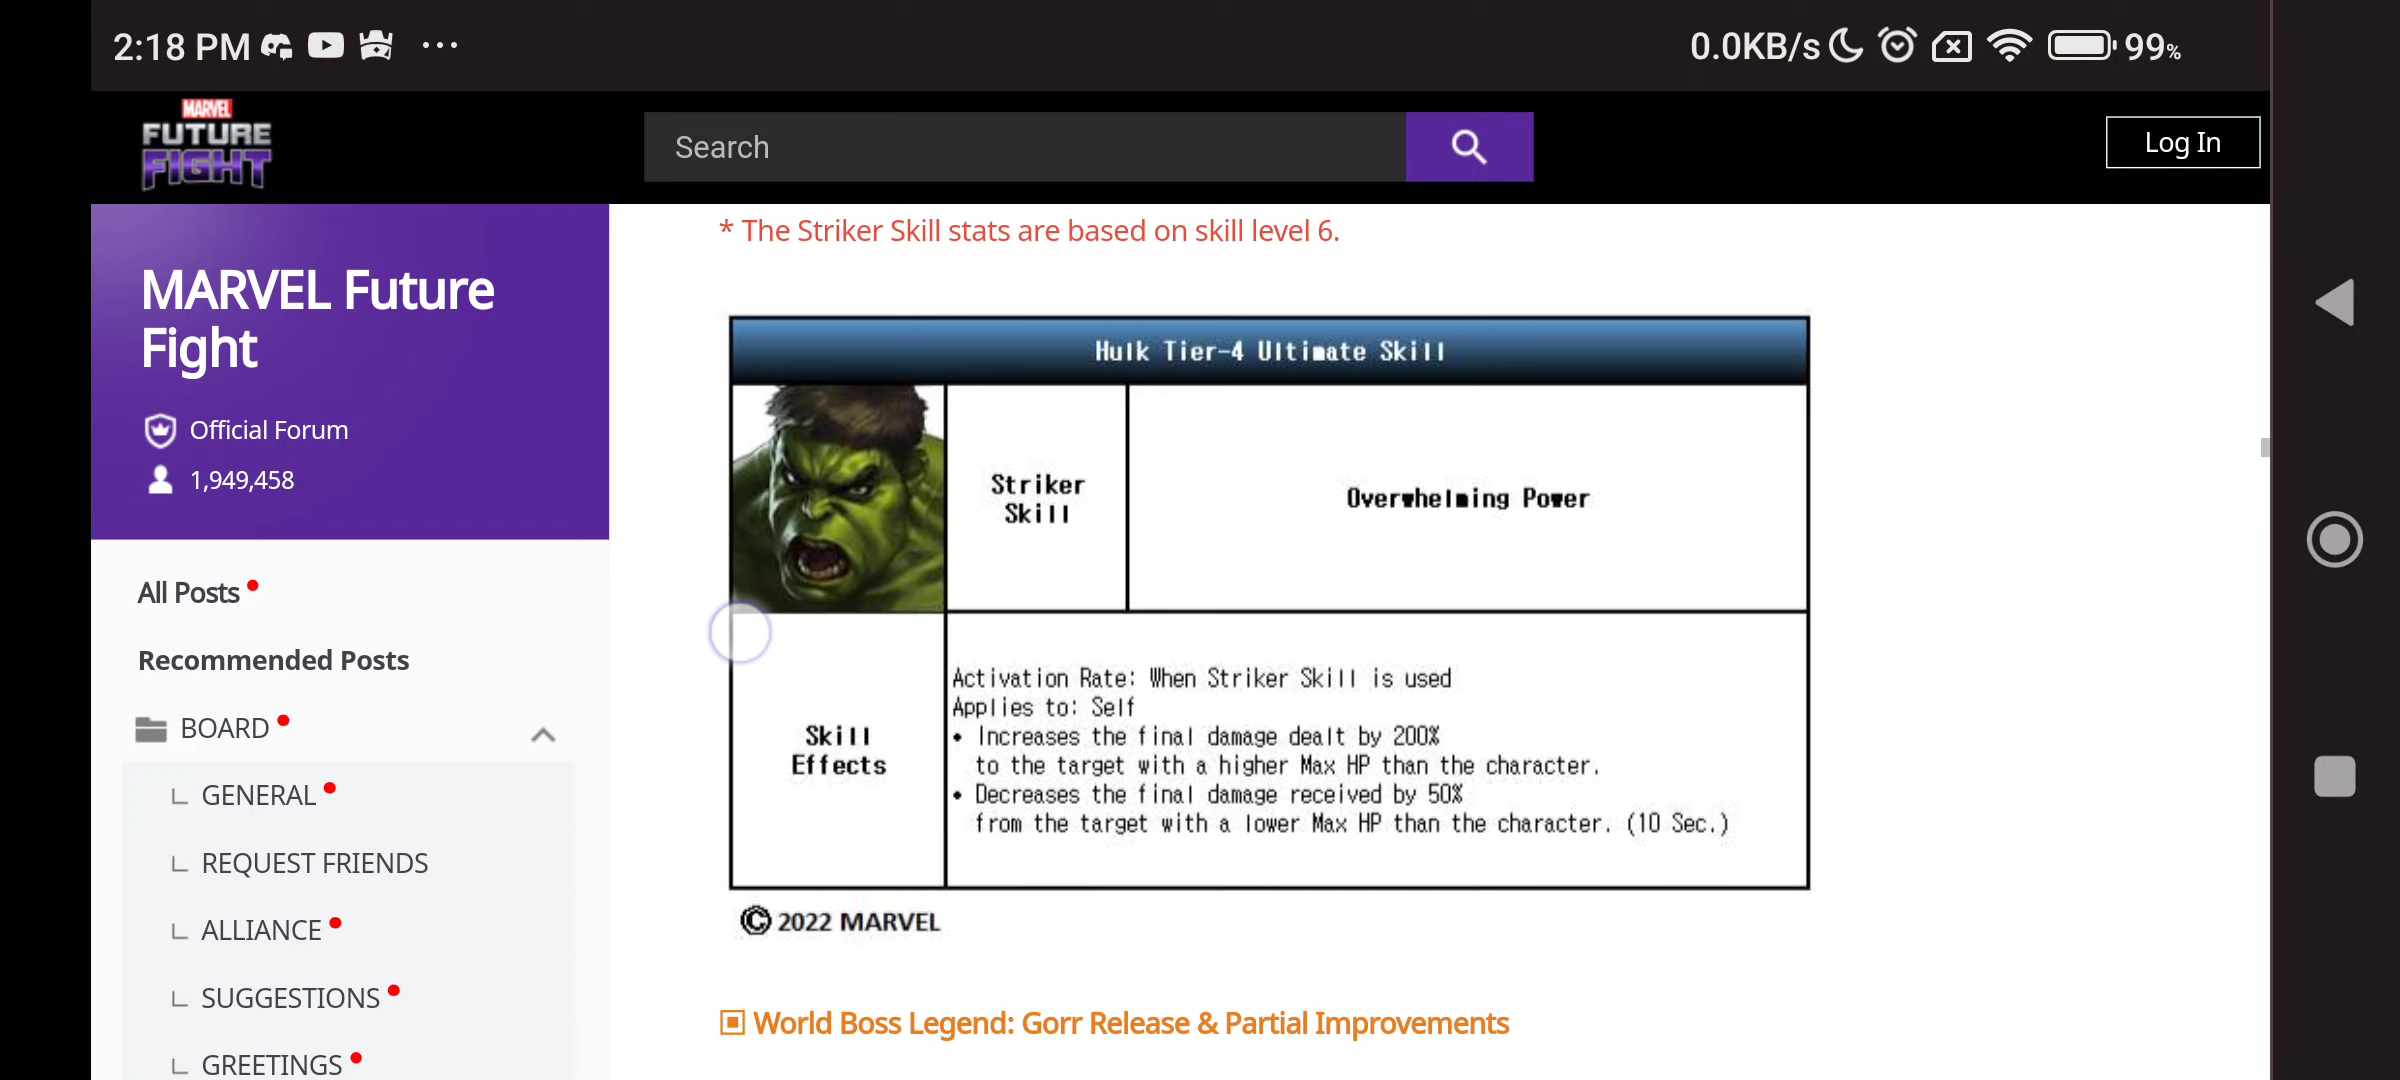 2:18 PM
0.0KB/s
99%
MARVEL
FUTURE
FIGHT
Search
Log In
MARVEL Future
Fight
Official Forum
1,949,458
All Posts
Recommended Posts
BOARD
GENERAL
REQUEST FRIENDS
ALLIANCE
SUGGESTIONS
GREETINGS
* The Striker Skill stats are based on skill level 6.
Hulk Tier-4 Ultimate Skill
Striker
Skill
Overwhelming Power
Skill
Effects
Activation Rate: When Striker Skill is used
Applies to: Self
• Increases the final damage dealt by 200%
to the target with a higher Max HP than the character.
• Decreases the final damage received by 50%
from the target with a lower Max HP than the character. (10 Sec.)
© 2022 MARVEL
▣ World Boss Legend: Gorr Release & Partial Improvements